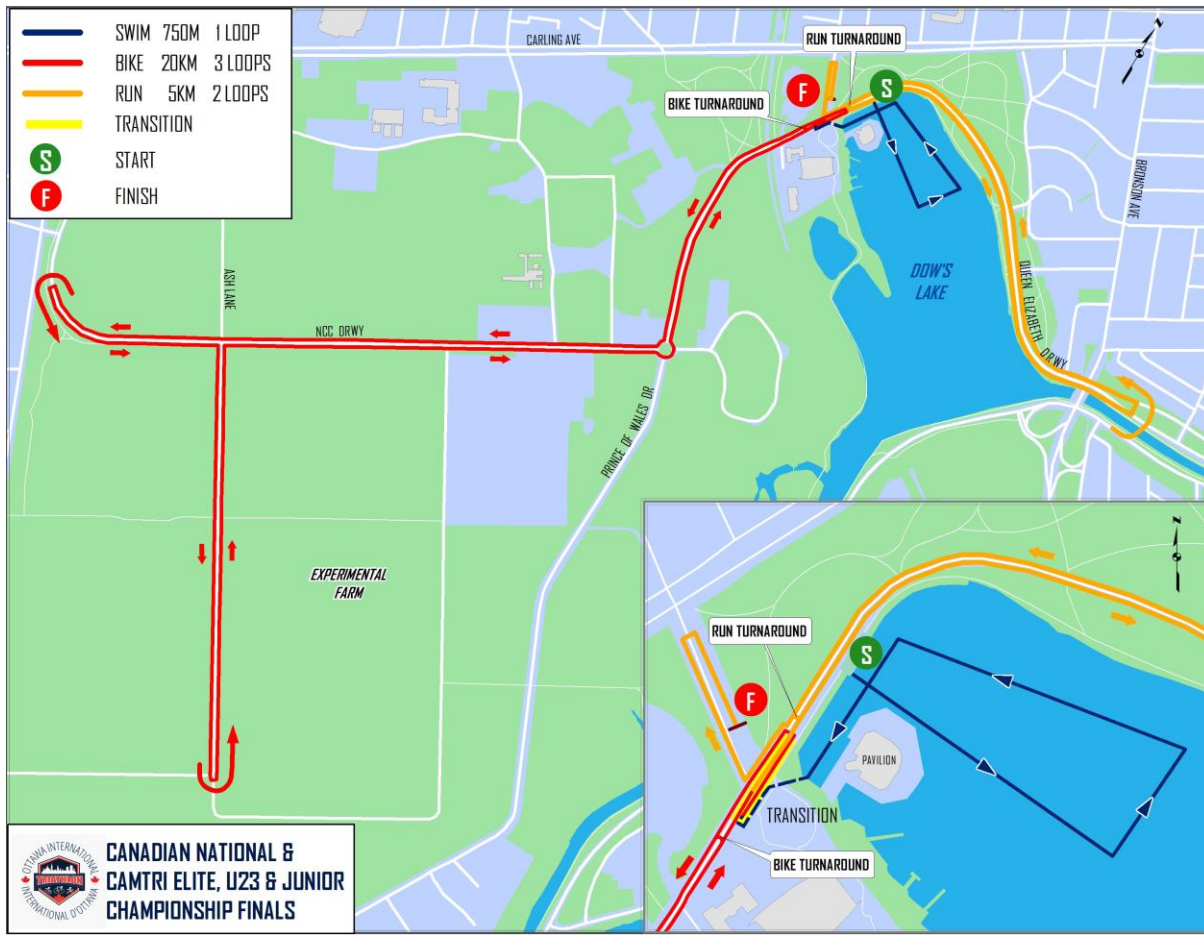 SWIM 750M 1 LOOP
BIKE 20KM 3 LOOPS
RUN 5KM 2 LOOPS
TRANSITION
S START
F FINISH
CARLING AVE
RUN TURNAROUND
N
F
S
BIKE TURNAROUND
BRONSON AVE
ASH LANE
DOW'S
LAKE
QUEEN ELIZABETH DRWY
NCC DRWY
PRINCE OF WALES DR
EXPERIMENTAL
FARM
N
RUN TURNAROUND
S
F
PAVILION
TRANSITION
BIKE TURNAROUND
OTTAWA INTERNATIONAL
TRIATHLON
INTERNATIONAL D'OTTAWA
CANADIAN NATIONAL &
CAMTRI ELITE, U23 & JUNIOR
CHAMPIONSHIP FINALS